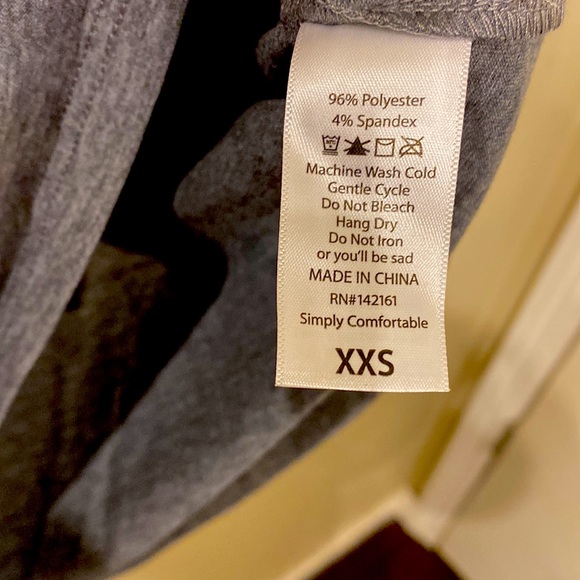 96% Polyester
4% Spandex
Machine Wash Cold
Gentle Cycle
Do Not Bleach
Hang Dry
Do Not Iron
or you'll be sad
MADE IN CHINA
RN#142161
Simply Comfortable
XXS